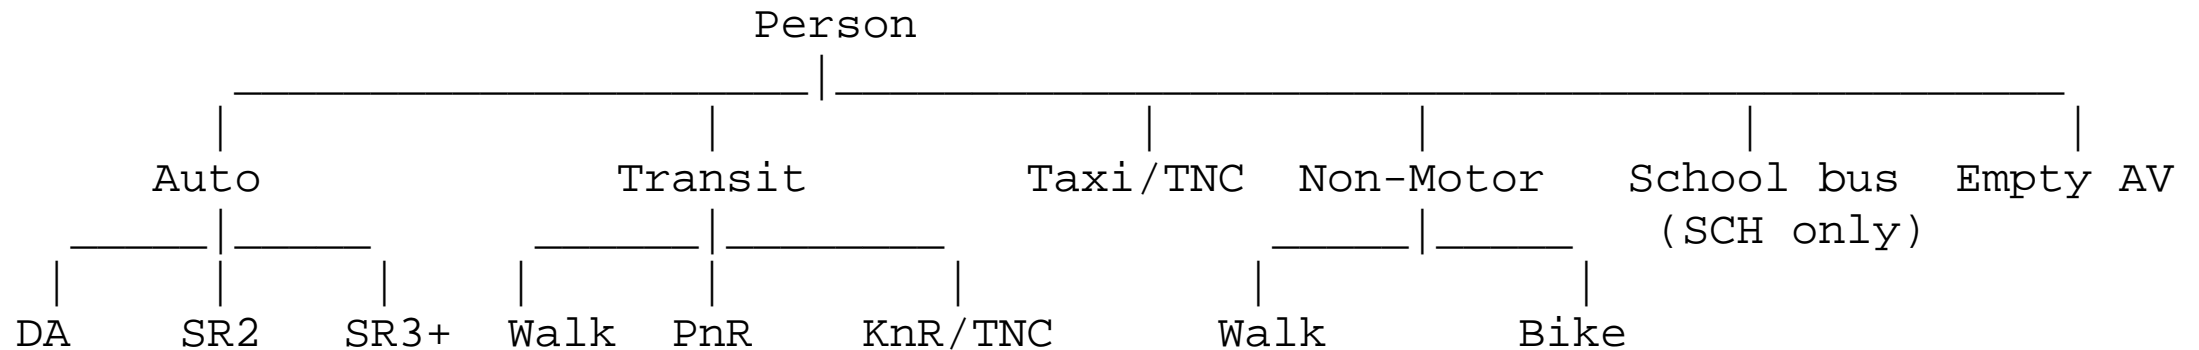 Person
Auto Transit Taxi/TNC Non-Motor School bus Empty AV
(SCH only)
DA SR2 SR3+ Walk PnR KnR/TNC Walk Bike